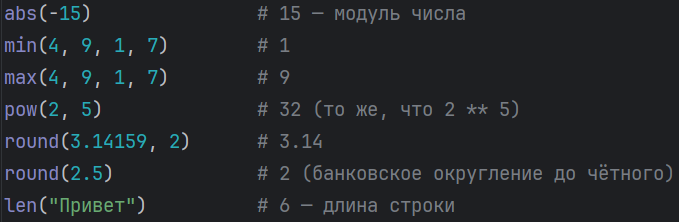 abs(-15)              # 15 — модуль числа
min(4, 9, 1, 7)       # 1
max(4, 9, 1, 7)       # 9
pow(2, 5)             # 32 (то же, что 2 ** 5)
round(3.14159, 2)     # 3.14
round(2.5)            # 2 (банковское округление до чётного)
len("Привет")         # 6 — длина строки